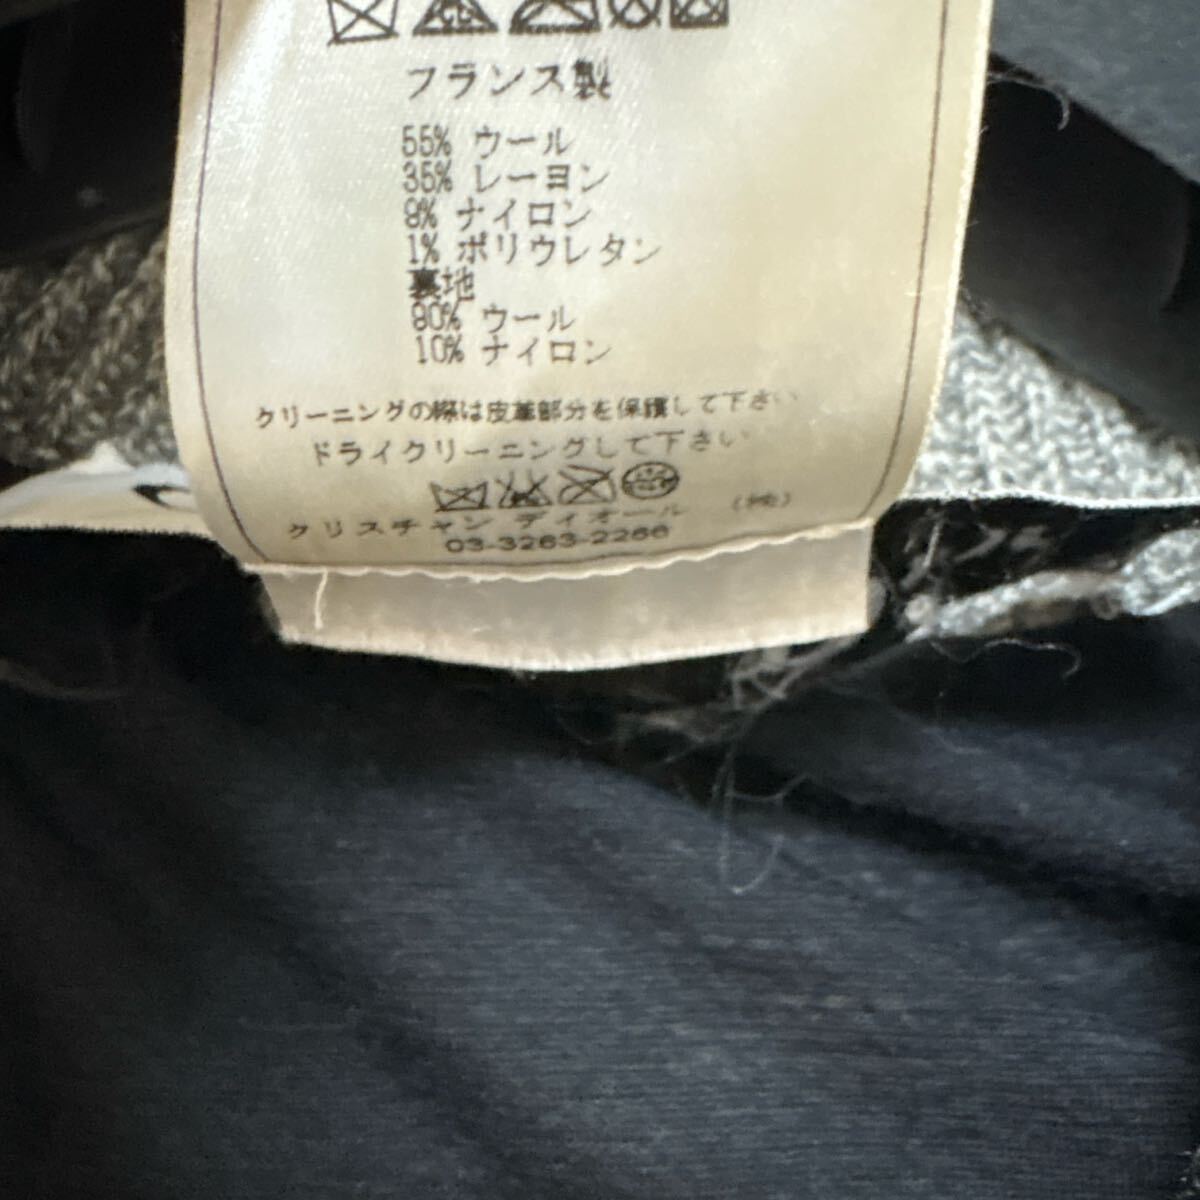 フランス製
55% ウール
35% レーヨン
9% ナイロン
1% ポリウレタン
裏地
90% ウール
10% ナイロン
クリーニングの際は皮革部分を保護して下さい
ドライクリーニングして下さい
クリスチャン ディオール (株)
03-3263-2266